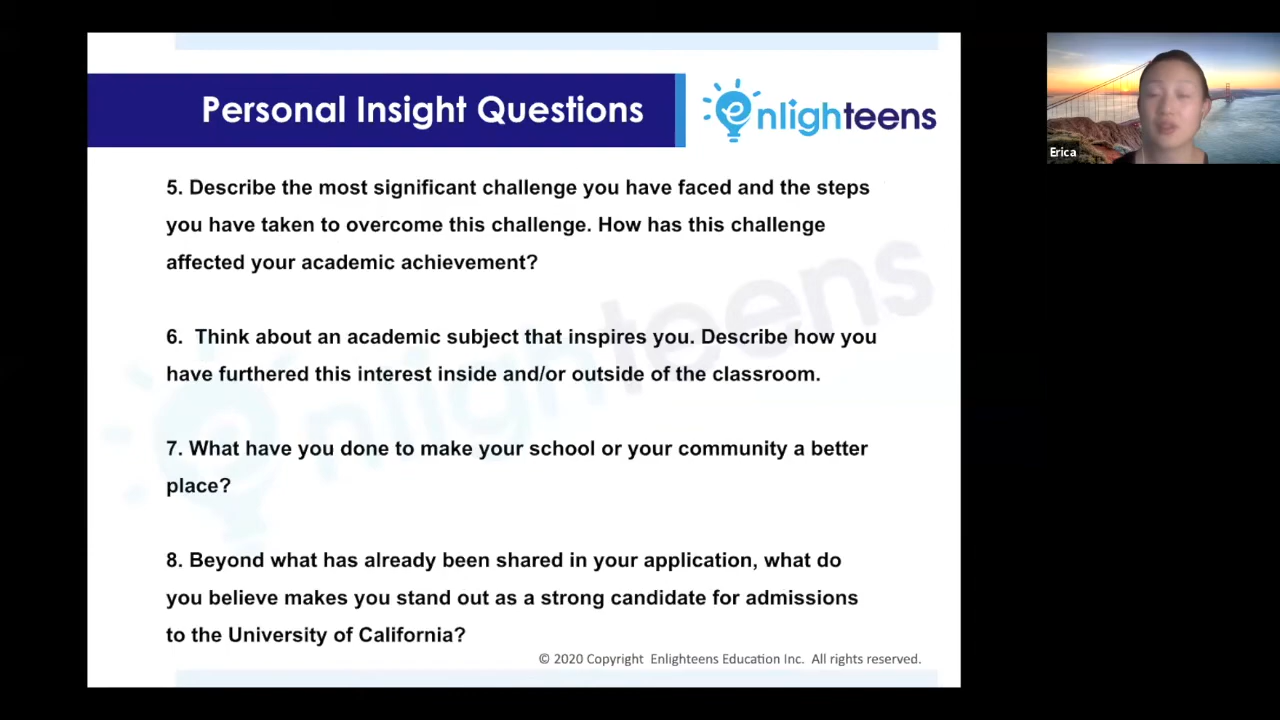 Personal Insight Questions
enlighteens
5. Describe the most significant challenge you have faced and the steps
you have taken to overcome this challenge. How has this challenge
affected your academic achievement?
6. Think about an academic subject that inspires you. Describe how you
have furthered this interest inside and/or outside of the classroom.
7. What have you done to make your school or your community a better
place?
8. Beyond what has already been shared in your application, what do
you believe makes you stand out as a strong candidate for admissions
to the University of California?
© 2020 Copyright Enlighteens Education Inc. All rights reserved.
enlighteens
Erica